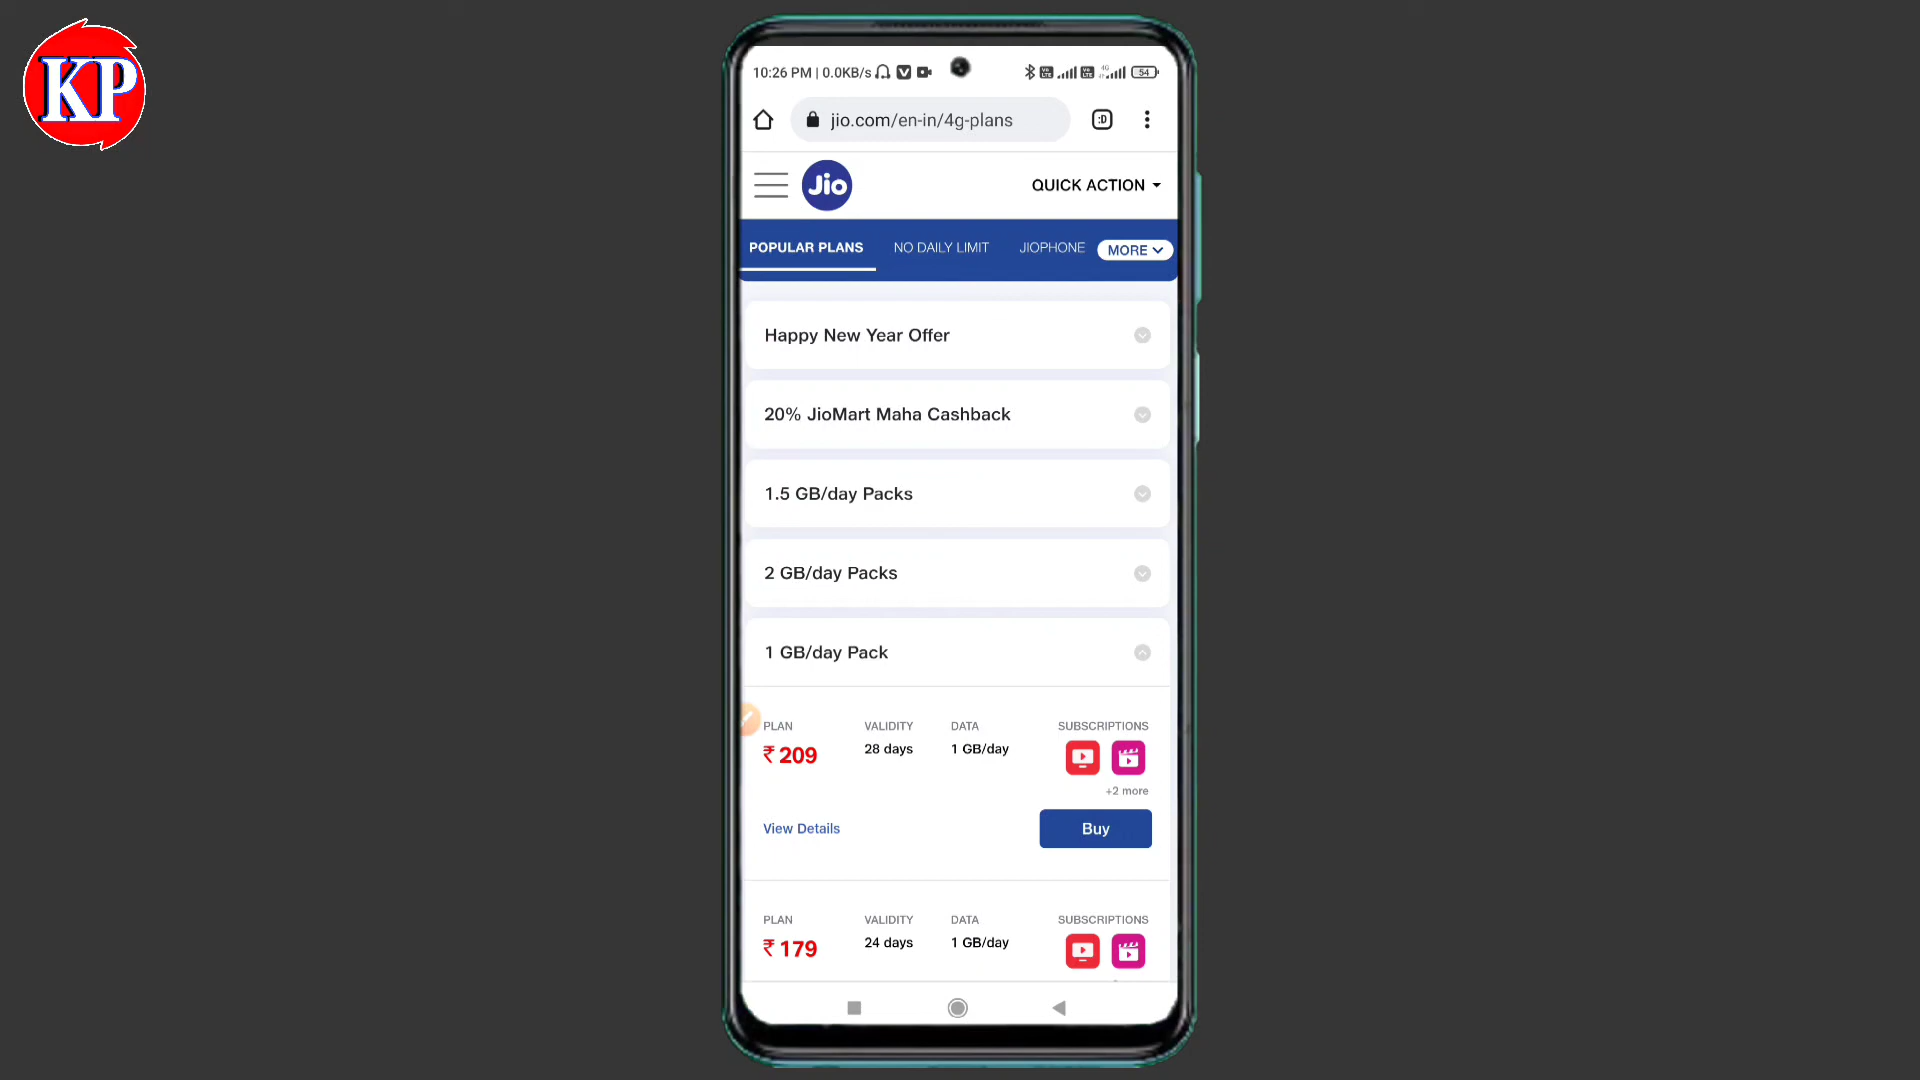 KP
10:26 PM | 0.0KB/s
54
jio.com/en-in/4g-plans
:D
Jio
QUICK ACTION
POPULAR PLANS NO DAILY LIMIT JIOPHONE MORE
Happy New Year Offer
20% JioMart Maha Cashback
1.5 GB/day Packs
2 GB/day Packs
1 GB/day Pack
PLAN VALIDITY DATA SUBSCRIPTIONS
₹ 209 28 days 1 GB/day
+2 more
View Details Buy
PLAN VALIDITY DATA SUBSCRIPTIONS
₹ 179 24 days 1 GB/day